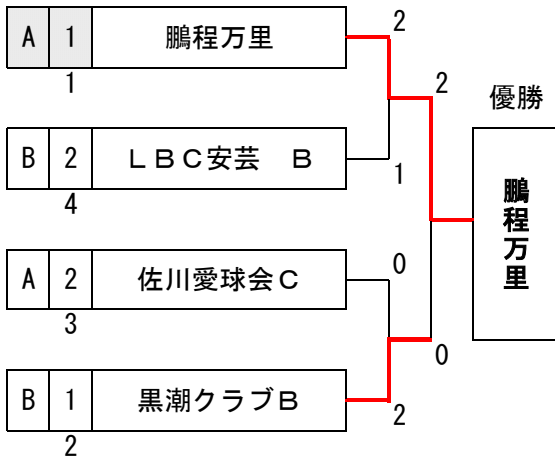 A 1 鵬程万里 2
1
2
優勝
B 2 ＬＢＣ安芸　Ｂ 1
4
鵬程万里
A 2 佐川愛球会Ｃ 0
3
0
B 1 黒潮クラブＢ 2
2